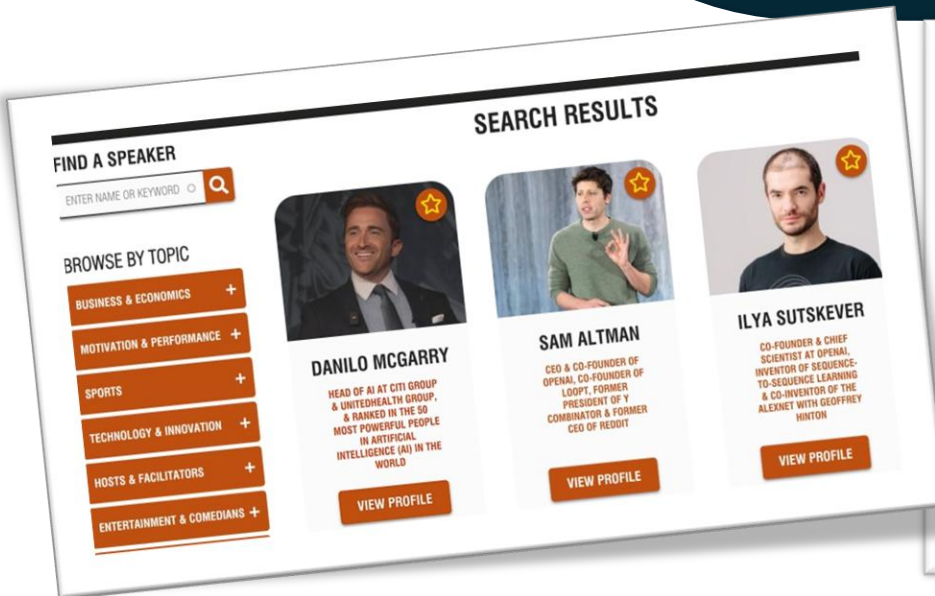 SEARCH RESULTS
FIND A SPEAKER
ENTER NAME OR KEYWORD
BROWSE BY TOPIC
BUSINESS & ECONOMICS +
MOTIVATION & PERFORMANCE +
SPORTS +
TECHNOLOGY & INNOVATION +
HOSTS & FACILITATORS +
ENTERTAINMENT & COMEDIANS +
DANILO MCGARRY
HEAD OF AI AT CITI GROUP
& UNITEDHEALTH GROUP,
& RANKED IN THE 50
MOST POWERFUL PEOPLE
IN ARTIFICIAL
INTELLIGENCE (AI) IN THE
WORLD
VIEW PROFILE
SAM ALTMAN
CEO & CO-FOUNDER OF
OPENAI, CO-FOUNDER OF
LOOPT, FORMER
PRESIDENT OF Y
COMBINATOR & FORMER
CEO OF REDDIT
VIEW PROFILE
ILYA SUTSKEVER
CO-FOUNDER & CHIEF
SCIENTIST AT OPENAI,
INVENTOR OF SEQUENCE-
TO-SEQUENCE LEARNING
& CO-INVENTOR OF THE
ALEXNET WITH GEOFFREY
HINTON
VIEW PROFILE